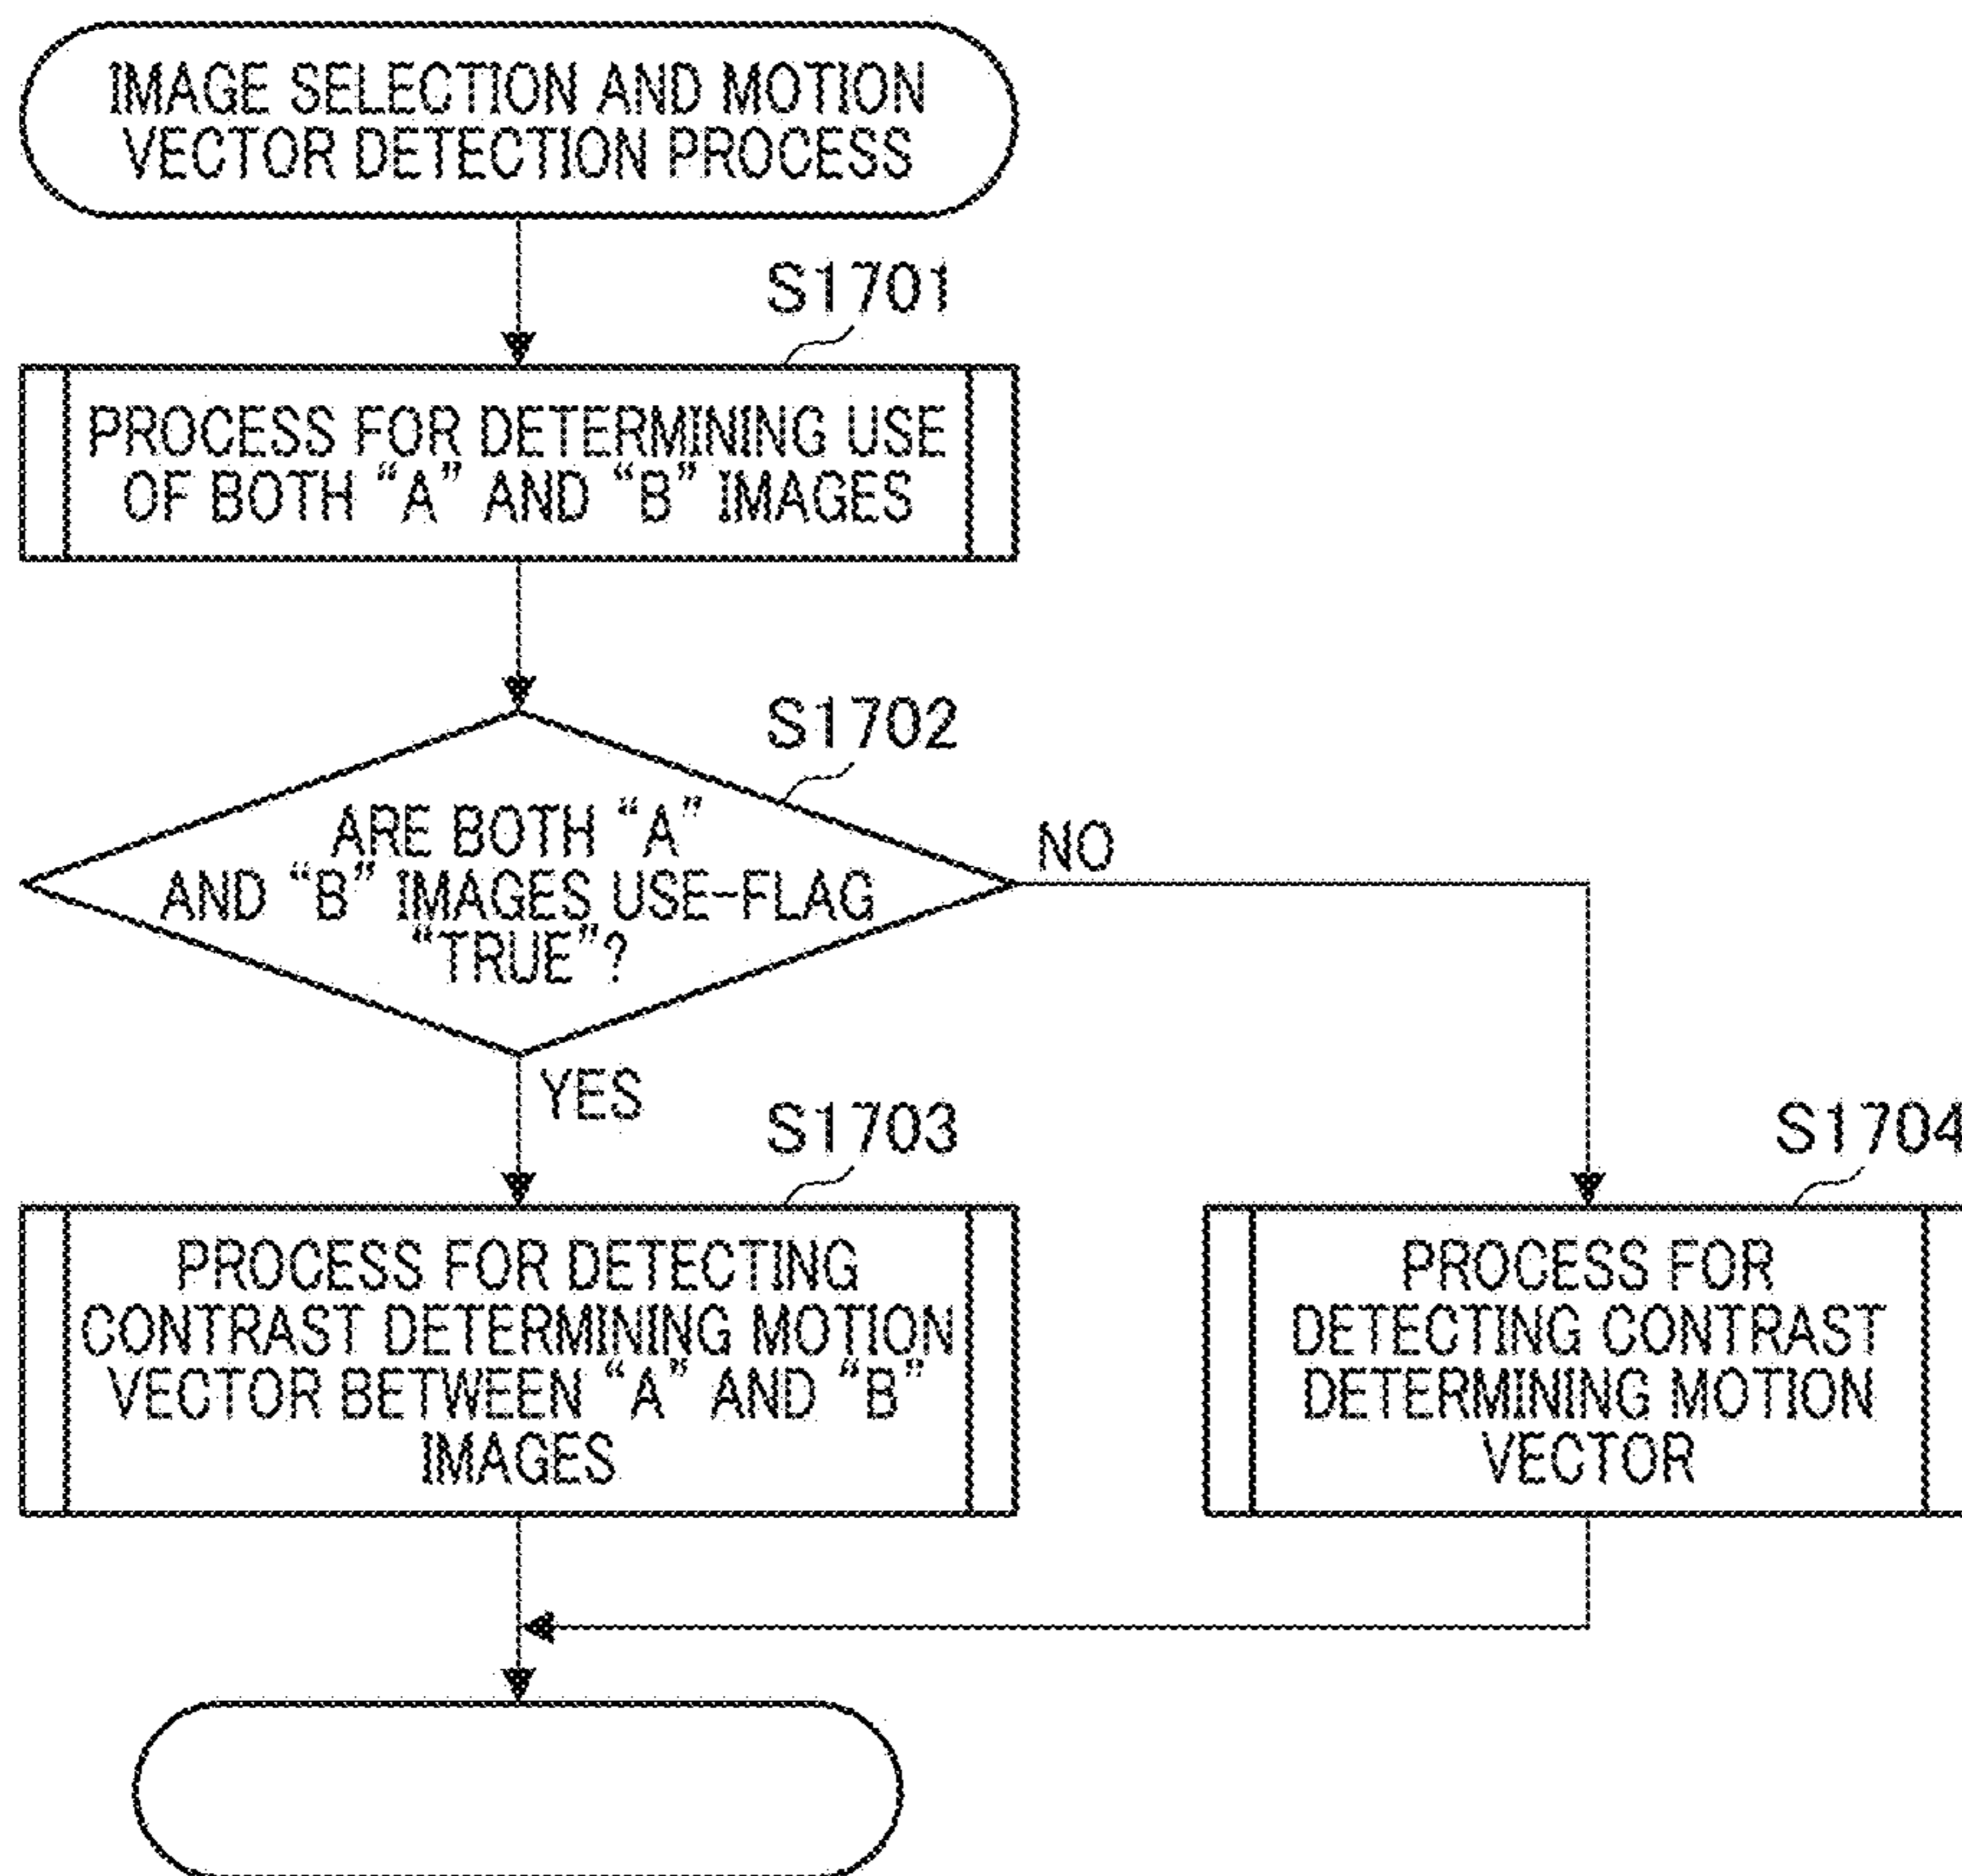 IMAGE SELECTION AND MOTION
VECTOR DETECTION PROCESS
S1701
PROCESS FOR DETERMINING USE
OF BOTH “A” AND “B” IMAGES
S1702
ARE BOTH “A”
AND “B” IMAGES USE-FLAG
“TRUE”?
NO
YES
S1703
PROCESS FOR DETECTING
CONTRAST DETERMINING MOTION
VECTOR BETWEEN “A” AND “B”
IMAGES
S1704
PROCESS FOR
DETECTING CONTRAST
DETERMINING MOTION
VECTOR